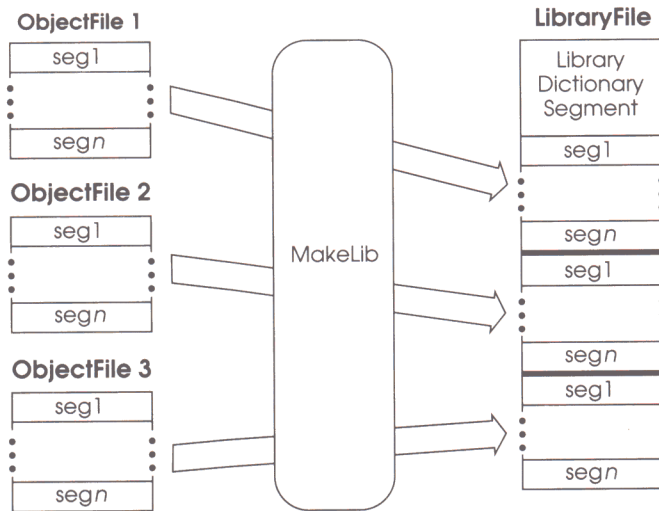 ObjectFile 1
seg1
segn
ObjectFile 2
seg1
segn
ObjectFile 3
seg1
segn
MakeLib
LibraryFile
Library
Dictionary
Segment
seg1
segn
seg1
segn
seg1
segn